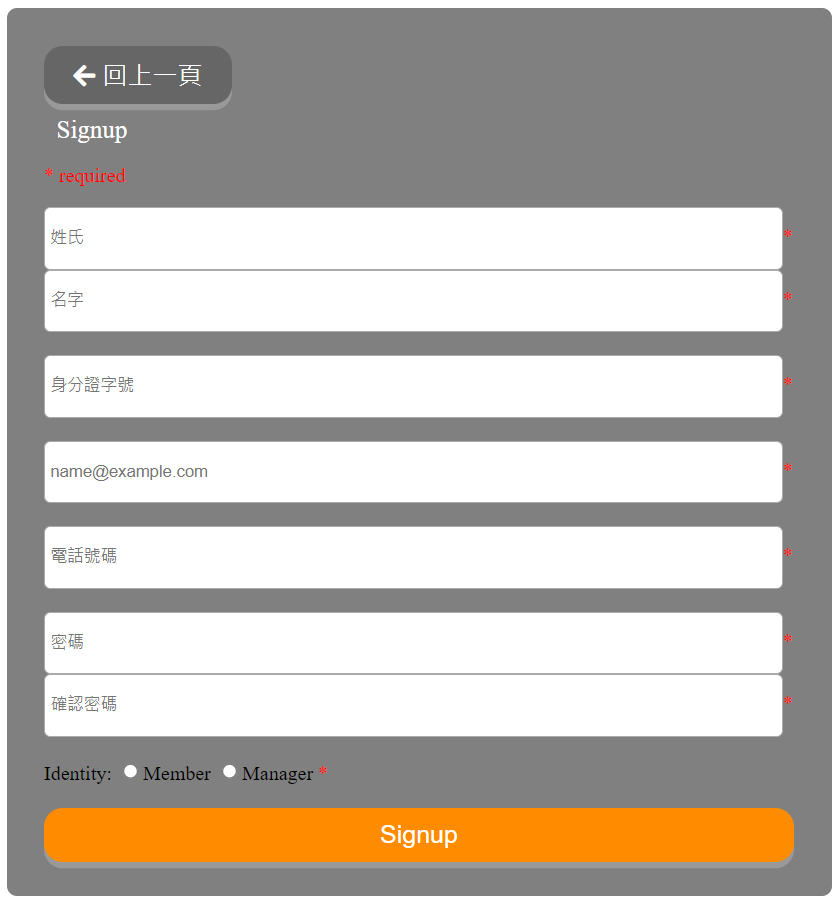 回上一頁
Signup
* required
姓氏 *
名字 *
身分證字號 *
name@example.com *
電話號碼 *
密碼 *
確認密碼 *
Identity: Member Manager *
Signup